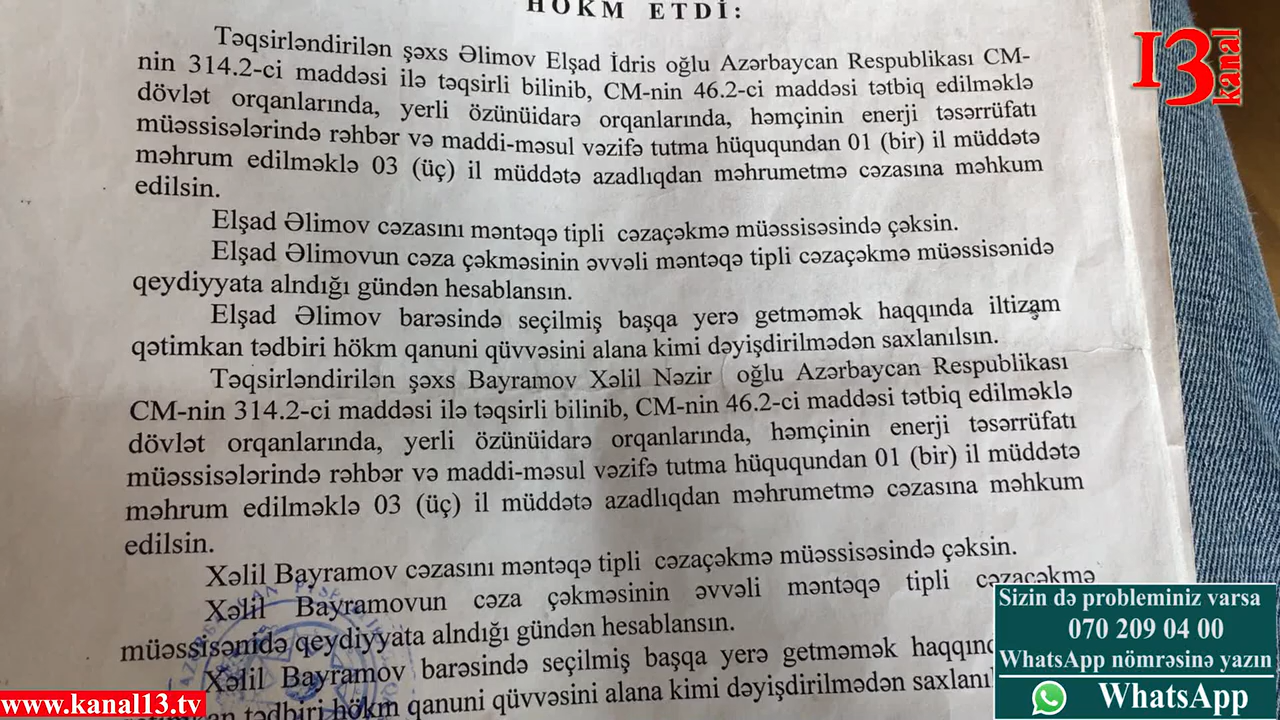 HÖKM ETDİ:
Təqsirləndirilən şəxs Əlimov Elşad İdris oğlu Azərbaycan Respublikası CM-
nin 314.2-ci maddəsi ilə təqsirli bilinib, CM-nin 46.2-ci maddəsi tətbiq edilməklə
dövlət orqanlarında, yerli özünüidarə orqanlarında, həmçinin enerji təsərrüfatı
müəssisələrində rəhbər və maddi-məsul vəzifə tutma hüququndan 01 (bir) il müddətə
məhrum edilməklə 03 (üç) il müddətə azadlıqdan məhrumetmə cəzasına məhkum
edilsin.
Elşad Əlimov cəzasını məntəqə tipli cəzaçəkmə müəssisəsində çəksin.
Elşad Əlimovun cəza çəkməsinin əvvəli məntəqə tipli cəzaçəkmə müəssisənidə
qeydiyyata alndığı gündən hesablansın.
Elşad Əlimov barəsində seçilmiş başqa yerə getməmək haqqında iltizam
qətimkan tədbiri hökm qanuni qüvvəsini alana kimi dəyişdirilmədən saxlanılsın.
Təqsirləndirilən şəxs Bayramov Xəlil Nəzir oğlu Azərbaycan Respublikası
CM-nin 314.2-ci maddəsi ilə təqsirli bilinib, CM-nin 46.2-ci maddəsi tətbiq edilməklə
dövlət orqanlarında, yerli özünüidarə orqanlarında, həmçinin enerji təsərrüfatı
müəssisələrində rəhbər və maddi-məsul vəzifə tutma hüququndan 01 (bir) il müddətə
məhrum edilməklə 03 (üç) il müddətə azadlıqdan məhrumetmə cəzasına məhkum
edilsin.
Xəlil Bayramov cəzasını məntəqə tipli cəzaçəkmə müəssisəsində çəksin.
Xəlil Bayramovun cəza çəkməsinin əvvəli məntəqə tipli cəzaçəkmə
müəssisənidə qeydiyyata alndığı gündən hesablansın.
Xəlil Bayramov barəsində seçilmiş başqa yerə getməmək
qətimkan tədbiri hökm qanuni qüvvəsini alana kimi dəyişdirilmədən
13 kanal
Sizin də probleminiz varsa
070 209 04 00
WhatsApp nömrəsinə yazın
WhatsApp
www.kanal13.tv